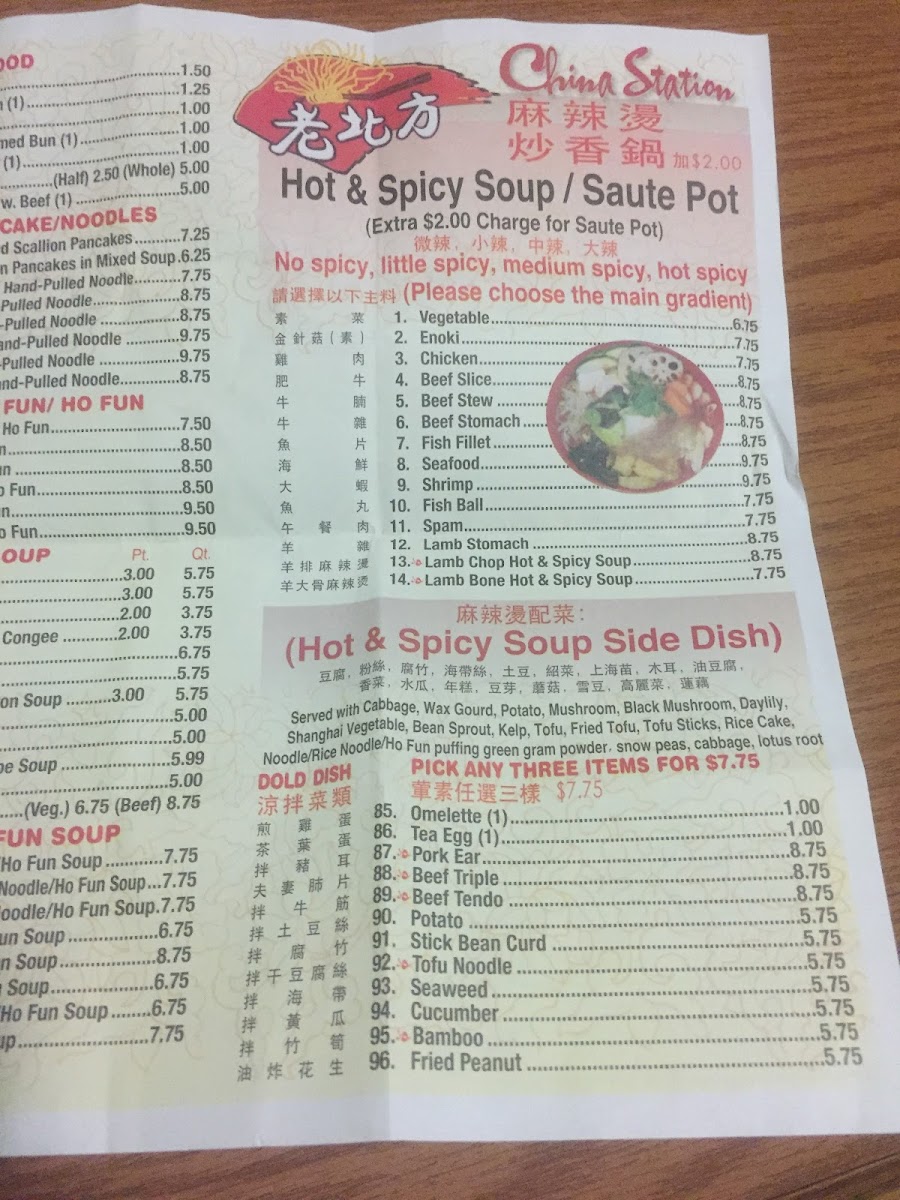 OOD
1.50
(1) 1.25
1.00
med Bun (1) 1.00
(1) 1.00
(Half) 2.50 (Whole) 5.00
w. Beef (1) 5.00
CAKE/NOODLES
d Scallion Pancakes 7.25
n Pancakes in Mixed Soup 6.25
Hand-Pulled Noodle 7.75
-Pulled Noodle 8.75
-Pulled Noodle 8.75
and-Pulled Noodle 9.75
-Pulled Noodle 9.75
nd-Pulled Noodle 8.75
FUN/ HO FUN
Ho Fun 7.50
n 8.50
un 8.50
o Fun 8.50
n 9.50
o Fun 9.50
OUP Pt. Qt.
3.00 5.75
3.00 5.75
2.00 3.75
Congee 2.00 3.75
6.75
5.75
on Soup 3.00 5.75
5.00
5.00
pe Soup 5.99
5.00
(Veg.) 6.75 (Beef) 8.75
FUN SOUP
/Ho Fun Soup 7.75
Noodle/Ho Fun Soup 7.75
Noodle/Ho Fun Soup 7.75
un Soup 6.75
n Soup 8.75
Soup 6.75
/Ho Fun Soup 6.75
up 7.75
老北方
China Station
麻辣燙
炒香鍋 加$2.00
Hot & Spicy Soup / Saute Pot
(Extra $2.00 Charge for Saute Pot)
微辣, 小辣, 中辣, 大辣
No spicy, little spicy, medium spicy, hot spicy
請選擇以下主料 (Please choose the main gradient)
素菜 1. Vegetable 6.75
金針菇(素) 2. Enoki 7.75
雞肉 3. Chicken 7.75
肥牛 4. Beef Slice 8.75
牛腩 5. Beef Stew 8.75
牛雜 6. Beef Stomach 8.75
魚片 7. Fish Fillet 8.75
海鮮 8. Seafood 9.75
大蝦 9. Shrimp 9.75
魚丸 10. Fish Ball 7.75
午餐肉 11. Spam 7.75
羊雜 12. Lamb Stomach 8.75
羊排麻辣燙 13. Lamb Chop Hot & Spicy Soup 8.75
羊大骨麻辣燙 14. Lamb Bone Hot & Spicy Soup 7.75
麻辣燙配菜:
(Hot & Spicy Soup Side Dish)
豆腐, 粉絲, 腐竹, 海帶絲, 土豆, 紹菜, 上海苗, 木耳, 油豆腐,
香菜, 水瓜, 年糕, 豆芽, 蘑菇, 雪豆, 高麗菜, 蓮藕
Served with Cabbage, Wax Gourd, Potato, Mushroom, Black Mushroom, Daylily,
Shanghai Vegetable, Bean Sprout, Kelp, Tofu, Fried Tofu, Tofu Sticks, Rice Cake,
Noodle/Rice Noodle/Ho Fun puffing green gram powder, snow peas, cabbage, lotus root
DOLD DISH PICK ANY THREE ITEMS FOR $7.75
涼拌菜類 葷素任選三樣 $7.75
煎雞蛋 85. Omelette (1) 1.00
茶葉蛋 86. Tea Egg (1) 1.00
拌豬耳 87. Pork Ear 8.75
夫妻肺片 88. Beef Triple 8.75
拌牛筋 89. Beef Tendo 8.75
拌土豆絲 90. Potato 5.75
拌腐竹 91. Stick Bean Curd 5.75
拌干豆腐絲 92. Tofu Noodle 5.75
拌海帶 93. Seaweed 5.75
拌黃瓜 94. Cucumber 5.75
拌竹筍 95. Bamboo 5.75
油炸花生 96. Fried Peanut 5.75